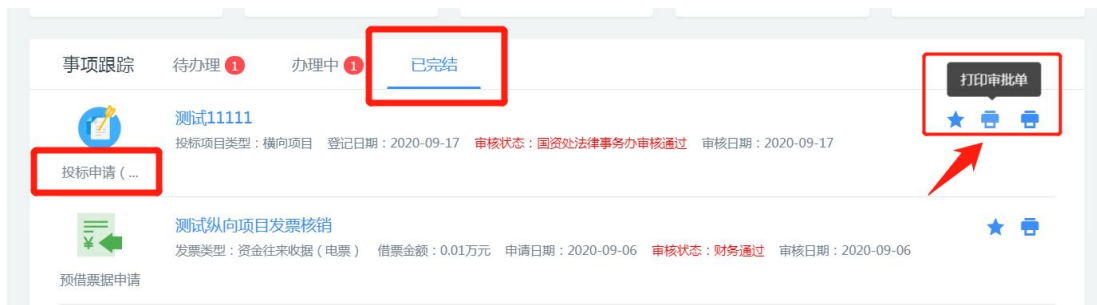 事项跟踪 待办理 1 办理中 1 已完结
打印审批单
测试11111
投标项目类型：横向项目 登记日期：2020-09-17 审核状态：国资处法律事务办审核通过 审核日期：2020-09-17
投标申请（...
测试纵向项目发票核销
发票类型：资金往来收据（电票） 借票金额：0.01万元 申请日期：2020-09-06 审核状态：财务通过 审核日期：2020-09-06
预借票据申请